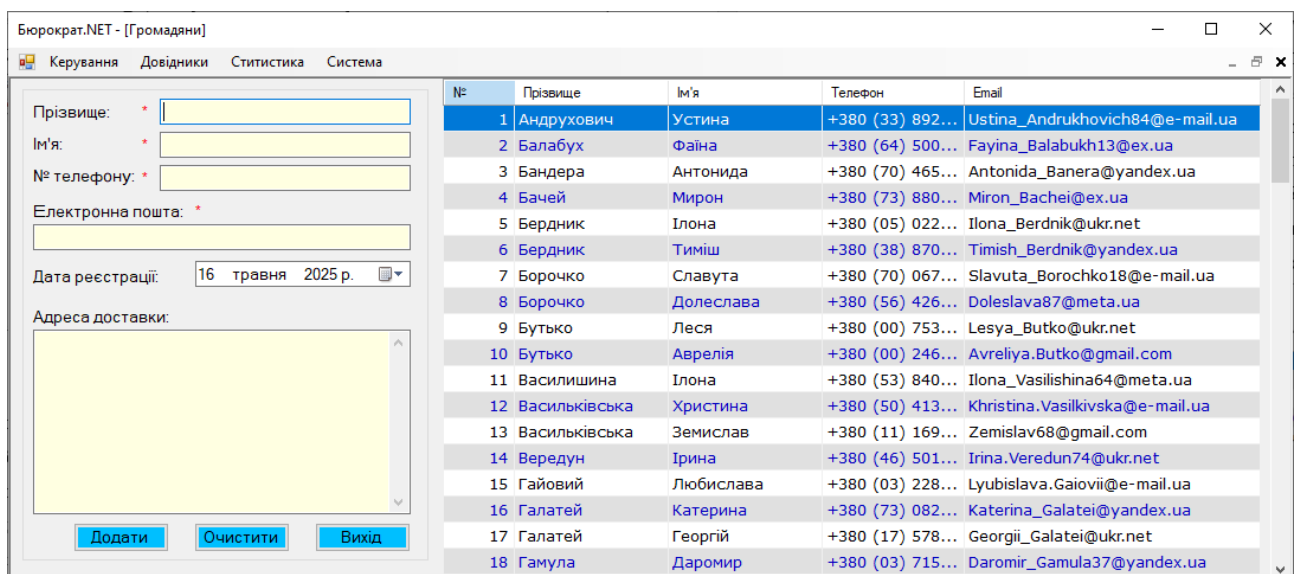 Бюрократ.NET - [Громадяни]
Керування Довідники Ститистика Система
Прізвище: *
Ім'я: *
№ телефону: *
Електронна пошта: *
Дата реєстрації: 16 травня 2025 р.
Адреса доставки:
Додати Очистити Вихід
№ Прізвище Ім'я Телефон Email
1 Андрухович Устина +380 (33) 892... Ustina_Andrukhovich84@e-mail.ua
2 Балабух Фаїна +380 (64) 500... Fayina_Balabukh13@ex.ua
3 Бандера Антонида +380 (70) 465... Antonida_Banera@yandex.ua
4 Бачей Мирон +380 (73) 880... Miron_Bachei@ex.ua
5 Бердник Ілона +380 (05) 022... Ilona_Berdnik@ukr.net
6 Бердник Тиміш +380 (38) 870... Timish_Berdnik@yandex.ua
7 Борочко Славута +380 (70) 067... Slavuta_Borochko18@e-mail.ua
8 Борочко Долеслава +380 (56) 426... Doleslava87@meta.ua
9 Бутько Леся +380 (00) 753... Lesya_Butko@ukr.net
10 Бутько Аврелія +380 (00) 246... Avreliya.Butko@gmail.com
11 Василишина Ілона +380 (53) 840... Ilona_Vasilishina64@meta.ua
12 Васильківська Христина +380 (50) 413... Khristina.Vasilkivska@e-mail.ua
13 Васильківська Земислав +380 (11) 169... Zemislav68@gmail.com
14 Вередун Ірина +380 (46) 501... Irina.Veredun74@ukr.net
15 Гайовий Любислава +380 (03) 228... Lyubislava.Gaiovii@e-mail.ua
16 Галатей Катерина +380 (73) 082... Katerina_Galatei@yandex.ua
17 Галатей Георгій +380 (17) 578... Georgii_Galatei@ukr.net
18 Гамула Даромир +380 (03) 715... Daromir_Gamula37@yandex.ua